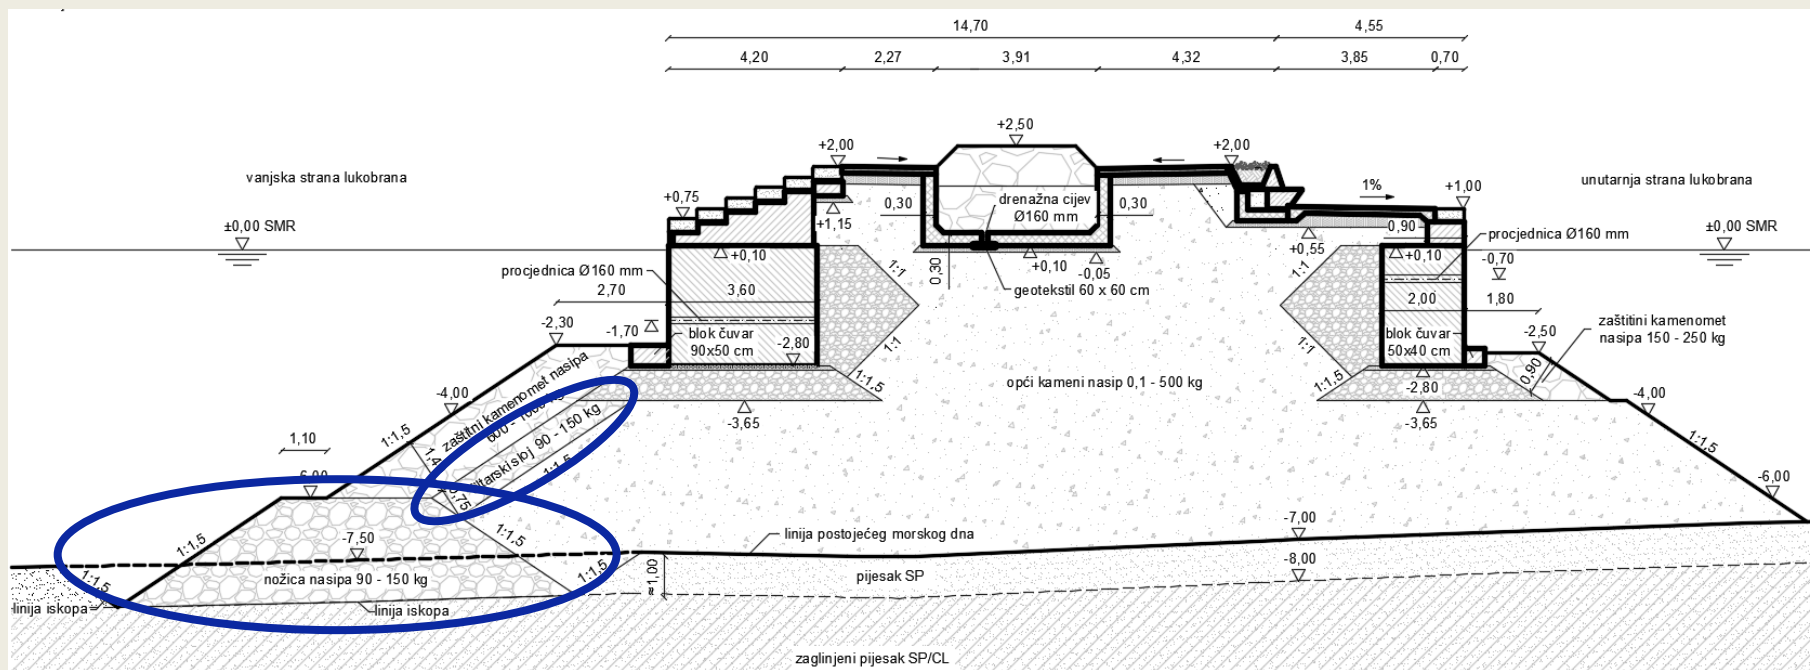 14,70
4,55
4,20
2,27
3,91
4,32
3,85
0,70
+2,50
+2,00
+2,00
vanjska strana lukobrana
unutarnja strana lukobrana
1%
+1,00
+0,75
±0,00 SMR
±0,00 SMR
0,30
drenažna cijev
Ø160 mm
0,30
+1,15
0,90
procjednica Ø160 mm
+0,55
+0,10
+0,10
-0,05
+0,10
-0,70
0,30
1:1
1:1
procjednica Ø160 mm
geotekstil 60 x 60 cm
2,70
3,60
2,00
1,80
-2,30
-1,70
blok čuvar
90x50 cm
-2,80
1:1
1:1
blok čuvar
50x40 cm
-2,50
zaštitni kamenomet
nasipa 150 - 250 kg
0,90
1:1,5
opći kameni nasip 0,1 - 500 kg
1:1,5
-2,80
-4,00
zaštitni kamenomet nasipa
90 - 150 kg
-3,65
-3,65
-4,00
1,10
1:1,5
1:1,5
1:1,5
0,75
-6,00
1:1,5
1:1,5
-7,50
linija postojećeg morskog dna
-7,00
-8,00
1:1,5
nožica nasipa 90 - 150 kg
1:1,5
≈1,00
pijesak SP
linija iskopa
linija iskopa
zaglinjeni pijesak SP/CL